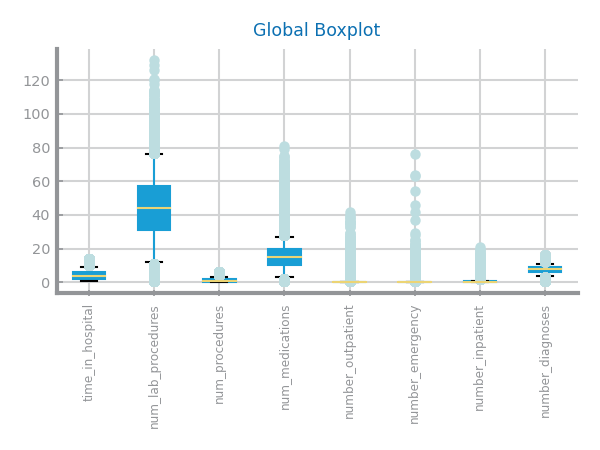 Global Boxplot
120
100
80
60
40
20
0
time_in_hospital
num_lab_procedures
num_procedures
num_medications
number_outpatient
number_emergency
number_inpatient
number_diagnoses